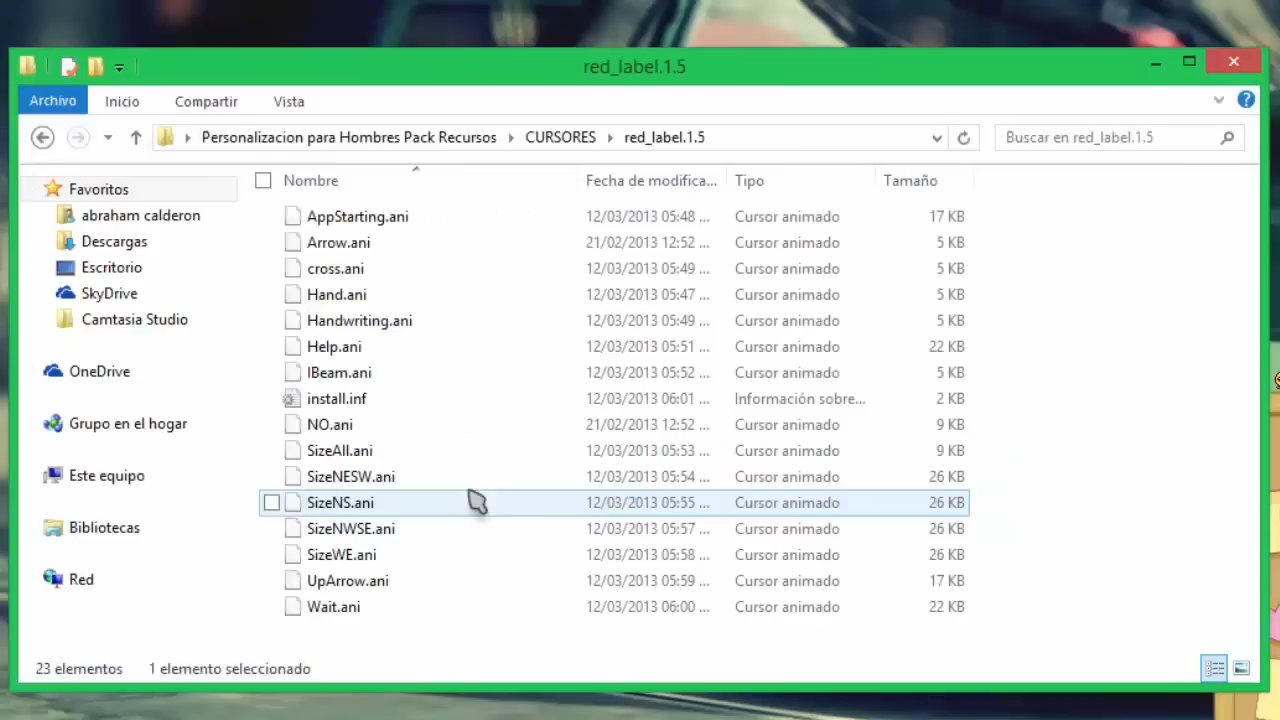 red_label.1.5
Archivo Inicio Compartir Vista
Personalizacion para Hombres Pack Recursos CURSORES red_label.1.5 Buscar en red_label.1.5
Nombre Fecha de modifica... Tipo Tamaño
Favoritos
abraham calderon
Descargas
Escritorio
SkyDrive
Camtasia Studio
OneDrive
Grupo en el hogar
Este equipo
Bibliotecas
Red
AppStarting.ani 12/03/2013 05:48 ... Cursor animado 17 KB
Arrow.ani 21/02/2013 12:52 ... Cursor animado 5 KB
cross.ani 12/03/2013 05:49 ... Cursor animado 5 KB
Hand.ani 12/03/2013 05:47 ... Cursor animado 5 KB
Handwriting.ani 12/03/2013 05:49 ... Cursor animado 5 KB
Help.ani 12/03/2013 05:51 ... Cursor animado 22 KB
IBeam.ani 12/03/2013 05:52 ... Cursor animado 5 KB
install.inf 12/03/2013 06:01 ... Información sobre... 2 KB
NO.ani 21/02/2013 12:52 ... Cursor animado 9 KB
SizeAll.ani 12/03/2013 05:53 ... Cursor animado 9 KB
SizeNESW.ani 12/03/2013 05:54 ... Cursor animado 26 KB
SizeNS.ani 12/03/2013 05:55 ... Cursor animado 26 KB
SizeNWSE.ani 12/03/2013 05:57 ... Cursor animado 26 KB
SizeWE.ani 12/03/2013 05:58 ... Cursor animado 26 KB
UpArrow.ani 12/03/2013 05:59 ... Cursor animado 17 KB
Wait.ani 12/03/2013 06:00 ... Cursor animado 22 KB
23 elementos 1 elemento seleccionado